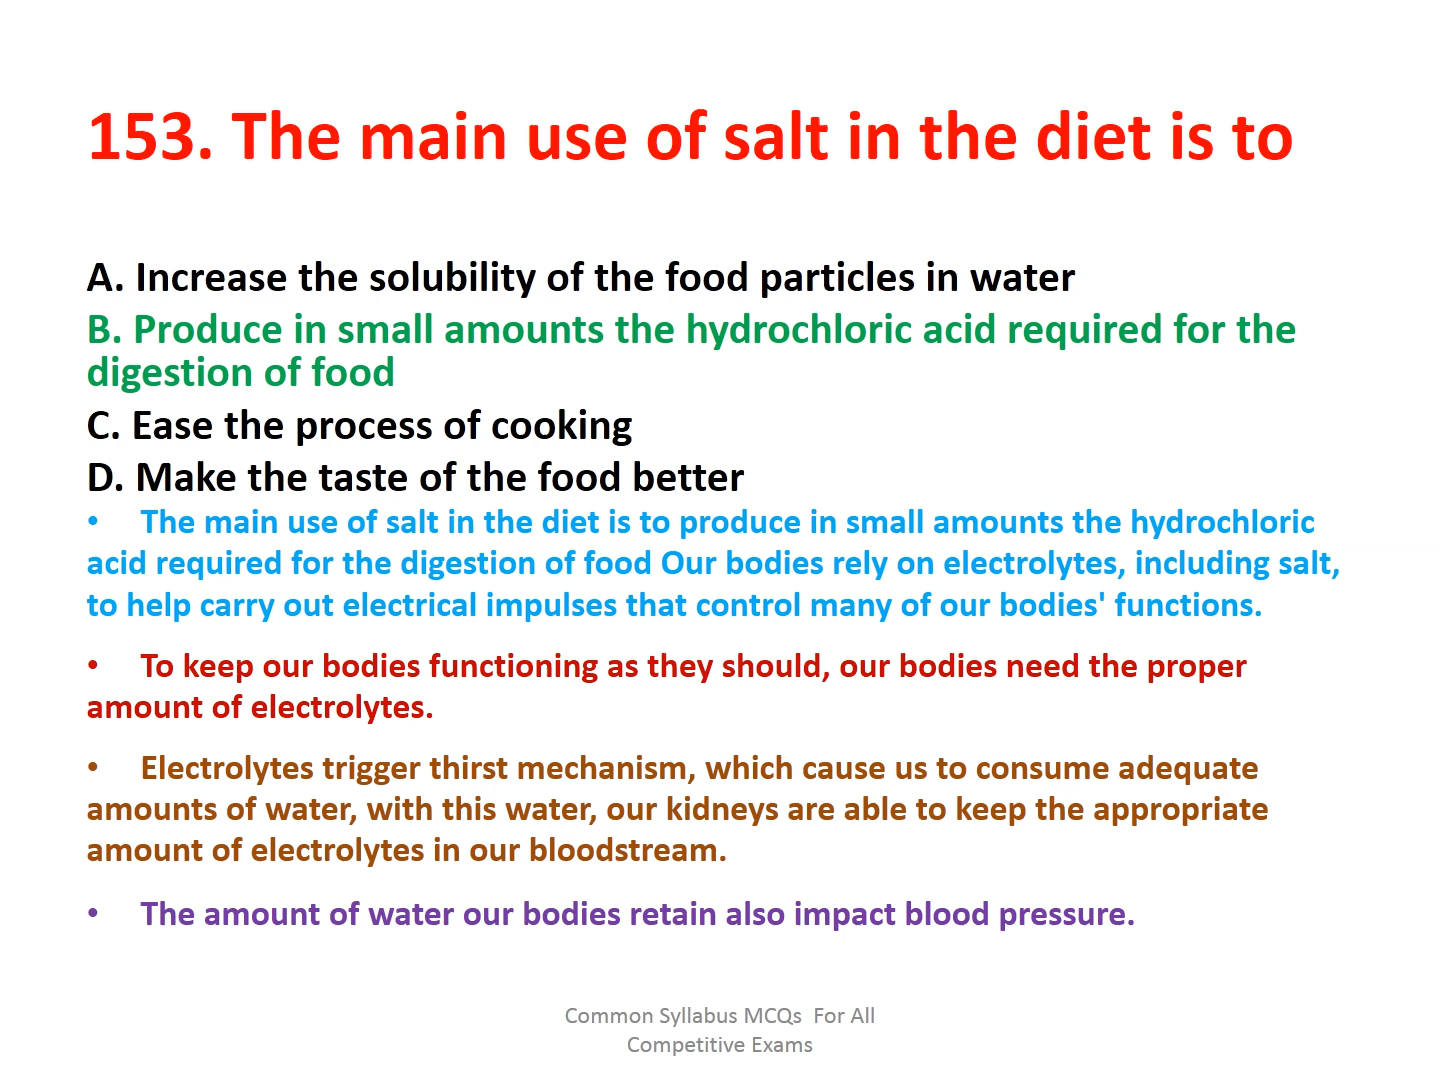 153. The main use of salt in the diet is to
A. Increase the solubility of the food particles in water
B. Produce in small amounts the hydrochloric acid required for the
digestion of food
C. Ease the process of cooking
D. Make the taste of the food better
• The main use of salt in the diet is to produce in small amounts the hydrochloric
acid required for the digestion of food Our bodies rely on electrolytes, including salt,
to help carry out electrical impulses that control many of our bodies' functions.
• To keep our bodies functioning as they should, our bodies need the proper
amount of electrolytes.
• Electrolytes trigger thirst mechanism, which cause us to consume adequate
amounts of water, with this water, our kidneys are able to keep the appropriate
amount of electrolytes in our bloodstream.
• The amount of water our bodies retain also impact blood pressure.
Common Syllabus MCQs For All
Competitive Exams